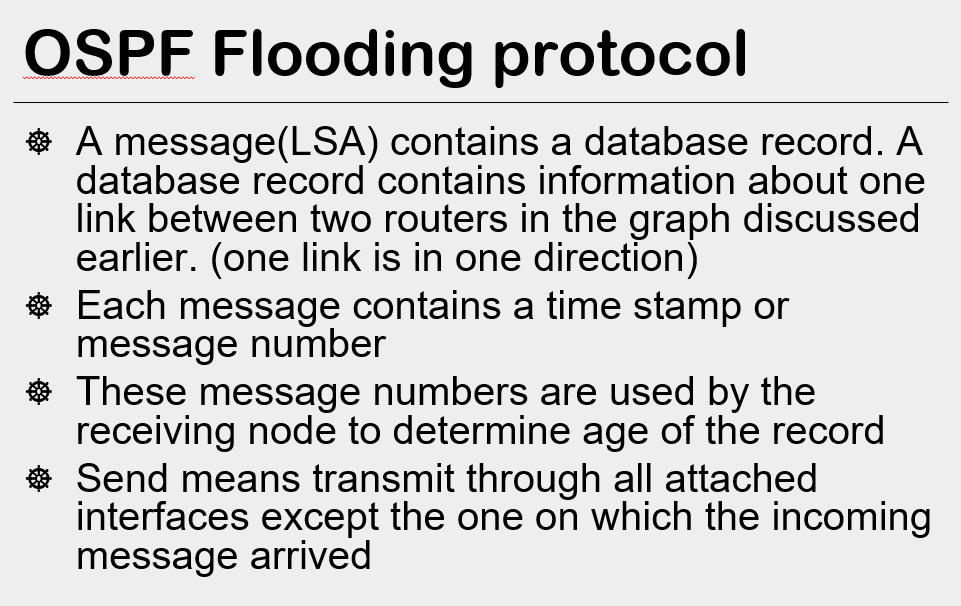 OSPF Flooding protocol
A message(LSA) contains a database record. A
database record contains information about one
link between two routers in the graph discussed
earlier. (one link is in one direction)
Each message contains a time stamp or
message number
These message numbers are used by the
receiving node to determine age of the record
Send means transmit through all attached
interfaces except the one on which the incoming
message arrived